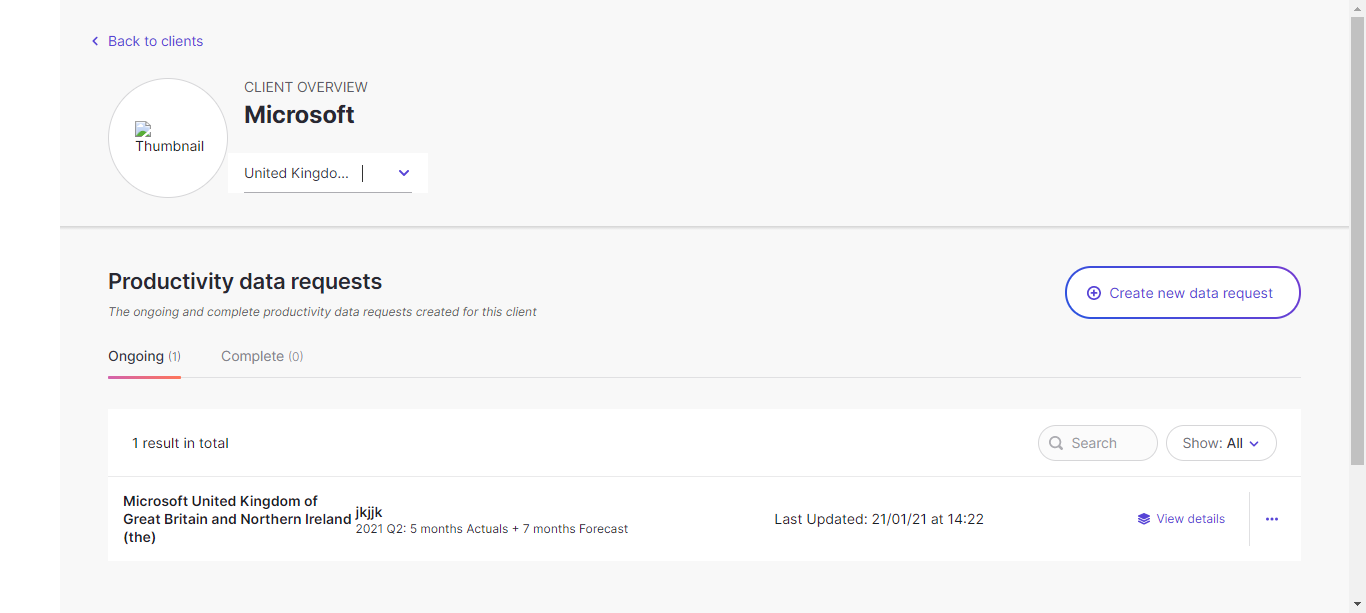 Back to clients
CLIENT OVERVIEW
Microsoft
Thumbnail
United Kingdo...
Productivity data requests
The ongoing and complete productivity data requests created for this client
Create new data request
Ongoing (1)
Complete (0)
1 result in total
Search
Show: All
Microsoft United Kingdom of
Great Britain and Northern Ireland
(the)
jkjjk
2021 Q2: 5 months Actuals + 7 months Forecast
Last Updated: 21/01/21 at 14:22
View details